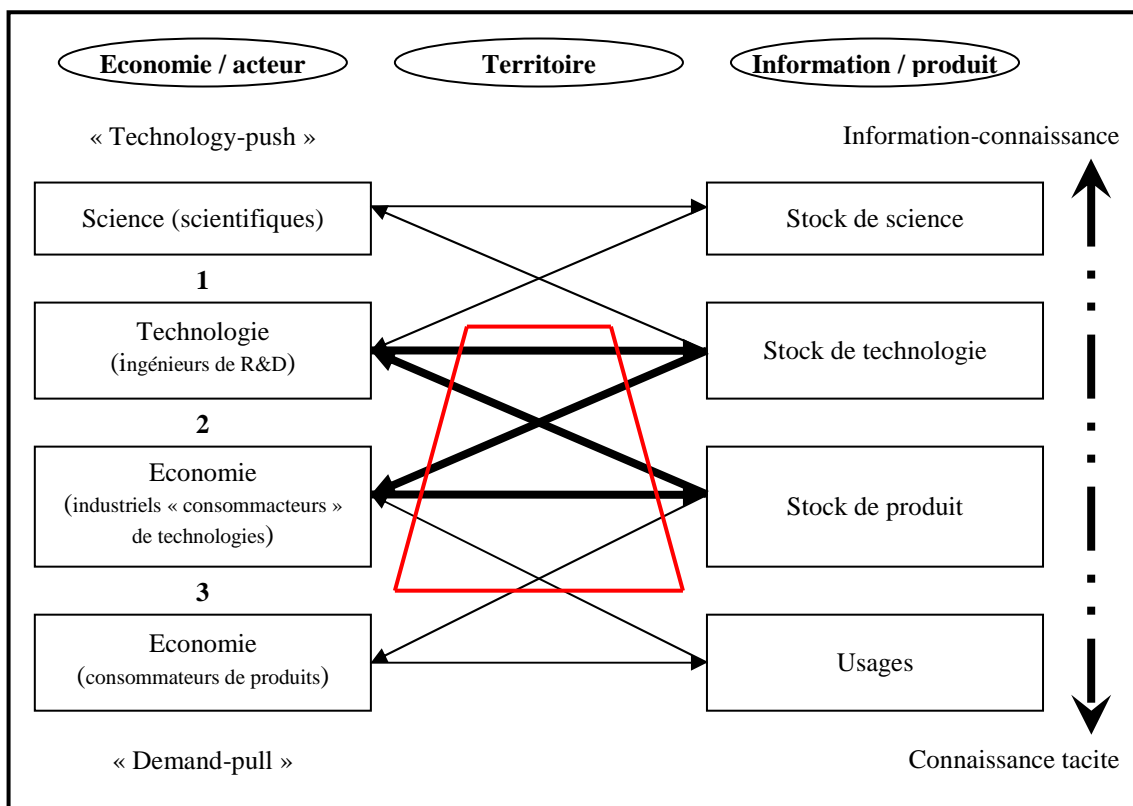 Economie / acteur
Territoire
Information / produit
« Technology-push »
Information-connaissance
Science (scientifiques)
Stock de science
1
Technologie
(ingénieurs de R&D)
Stock de technologie
2
Economie
(industriels « consommacteurs »
de technologies)
Stock de produit
3
Economie
(consommateurs de produits)
Usages
« Demand-pull »
Connaissance tacite